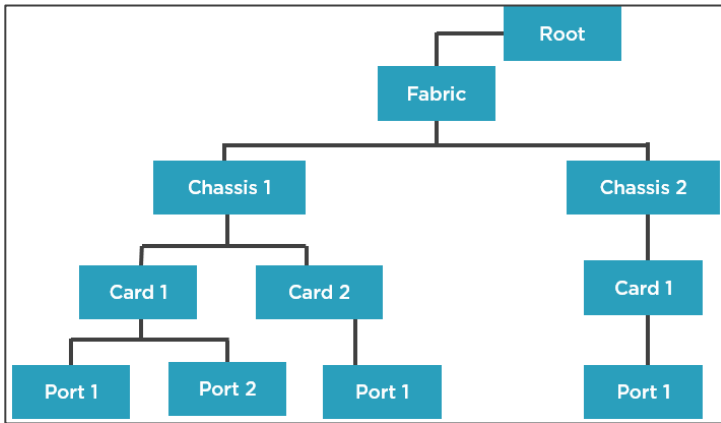 Root
Fabric
Chassis 1
Chassis 2
Card 1
Card 2
Card 1
Port 1
Port 2
Port 1
Port 1